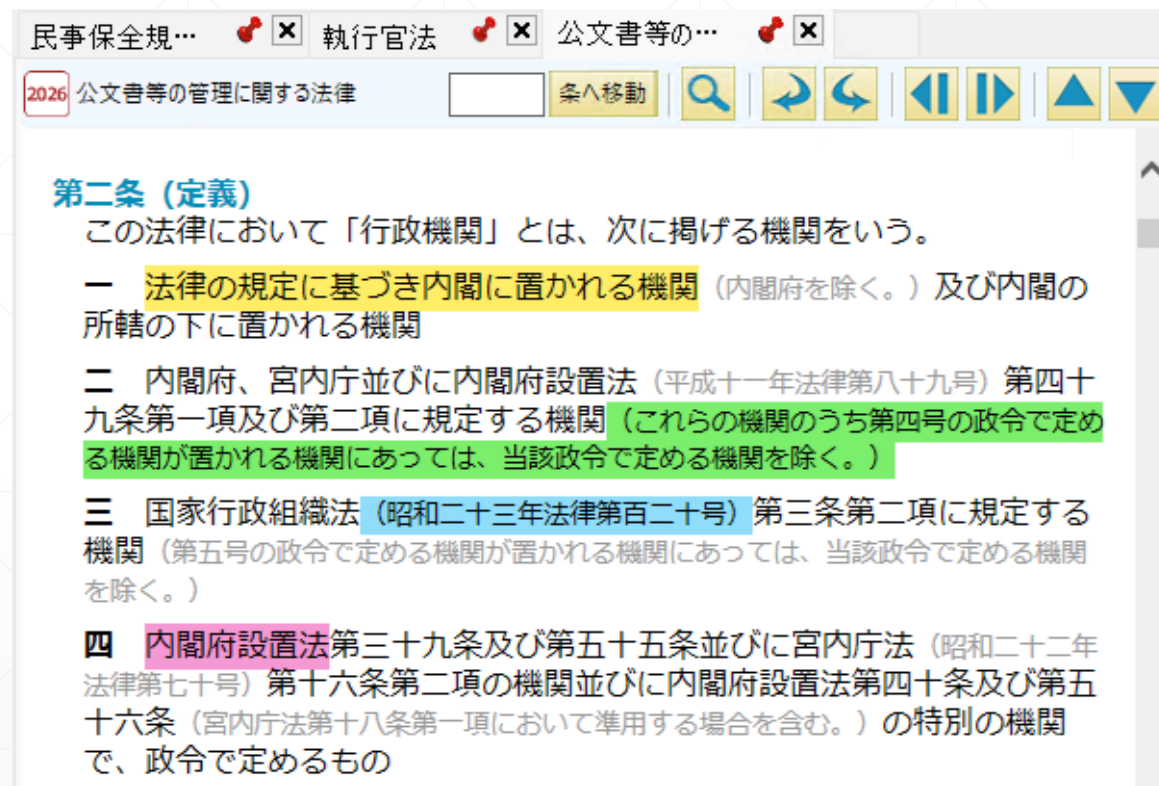 民事保全規…
執行官法
公文書等の…
2026 公文書等の管理に関する法律
条へ移動
第二条（定義）
この法律において「行政機関」とは、次に掲げる機関をいう。
一　法律の規定に基づき内閣に置かれる機関（内閣府を除く。）及び内閣の
所轄の下に置かれる機関
二　内閣府、宮内庁並びに内閣府設置法（平成十一年法律第八十九号）第四十
九条第一項及び第二項に規定する機関（これらの機関のうち第四号の政令で定め
る機関が置かれる機関にあっては、当該政令で定める機関を除く。）
三　国家行政組織法（昭和二十三年法律第百二十号）第三条第二項に規定する
機関（第五号の政令で定める機関が置かれる機関にあっては、当該政令で定める機関
を除く。）
四　内閣府設置法第三十九条及び第五十五条並びに宮内庁法（昭和二十二年
法律第七十号）第十六条第二項の機関並びに内閣府設置法第四十条及び第五
十六条（宮内庁法第十八条第一項において準用する場合を含む。）の特別の機関
で、政令で定めるもの